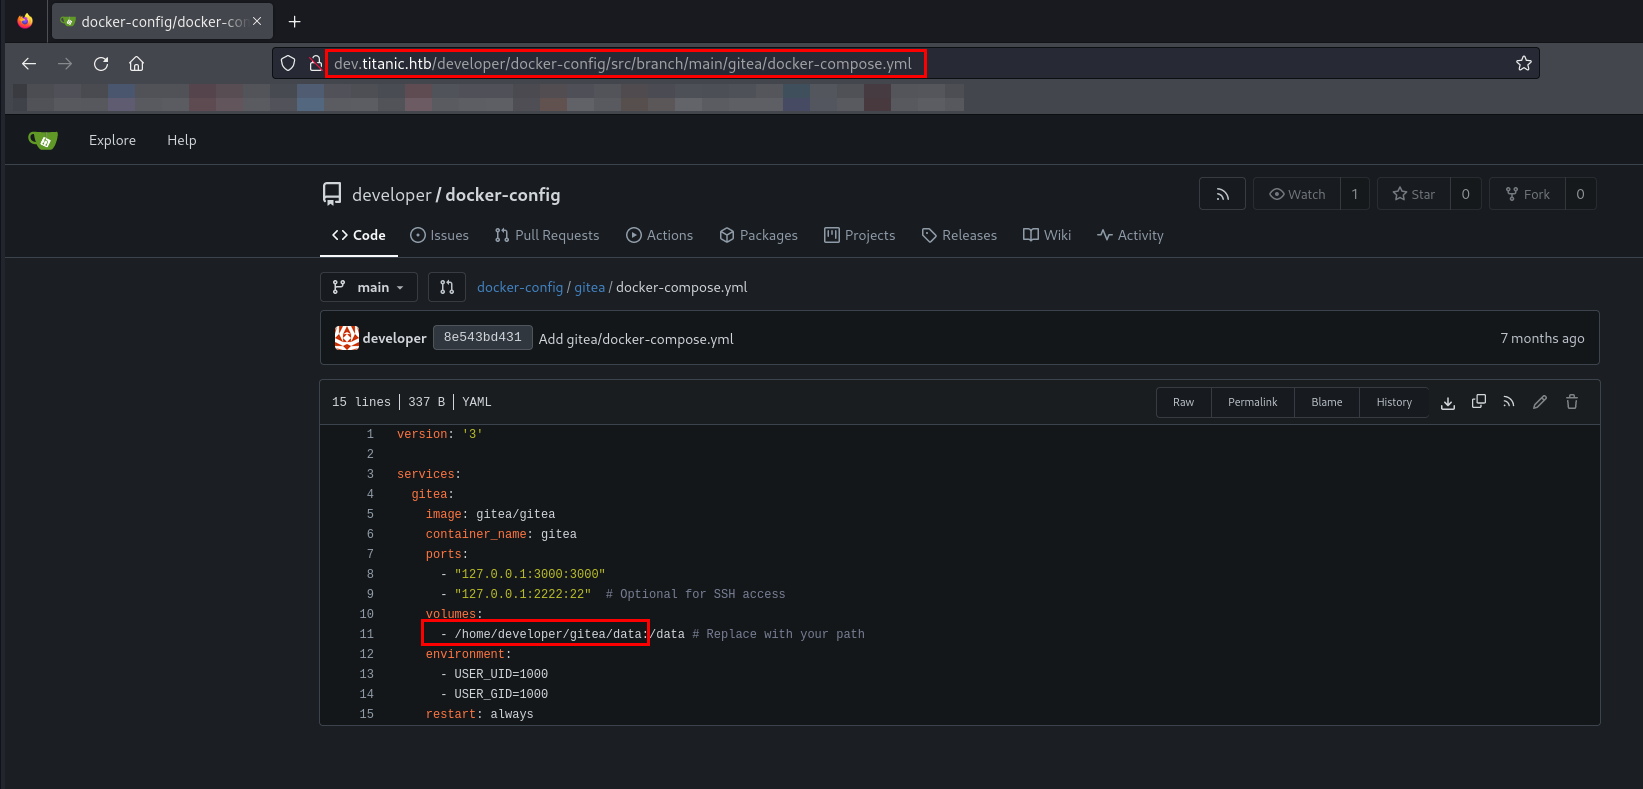 docker-config/docker-co
dev.titanic.htb/developer/docker-config/src/branch/main/gitea/docker-compose.yml
Explore Help
developer / docker-config Watch 1 Star 0 Fork 0
Code Issues Pull Requests Actions Packages Projects Releases Wiki Activity
main docker-config / gitea / docker-compose.yml
developer 8e543bd431 Add gitea/docker-compose.yml 7 months ago
15 lines 337 B YAML Raw Permalink Blame History
1 version: '3'
2
3 services:
4   gitea:
5     image: gitea/gitea
6     container_name: gitea
7     ports:
8       - "127.0.0.1:3000:3000"
9       - "127.0.0.1:2222:22"  # Optional for SSH access
10     volumes:
11       - /home/developer/gitea/data:/data # Replace with your path
12     environment:
13       - USER_UID=1000
14       - USER_GID=1000
15     restart: always